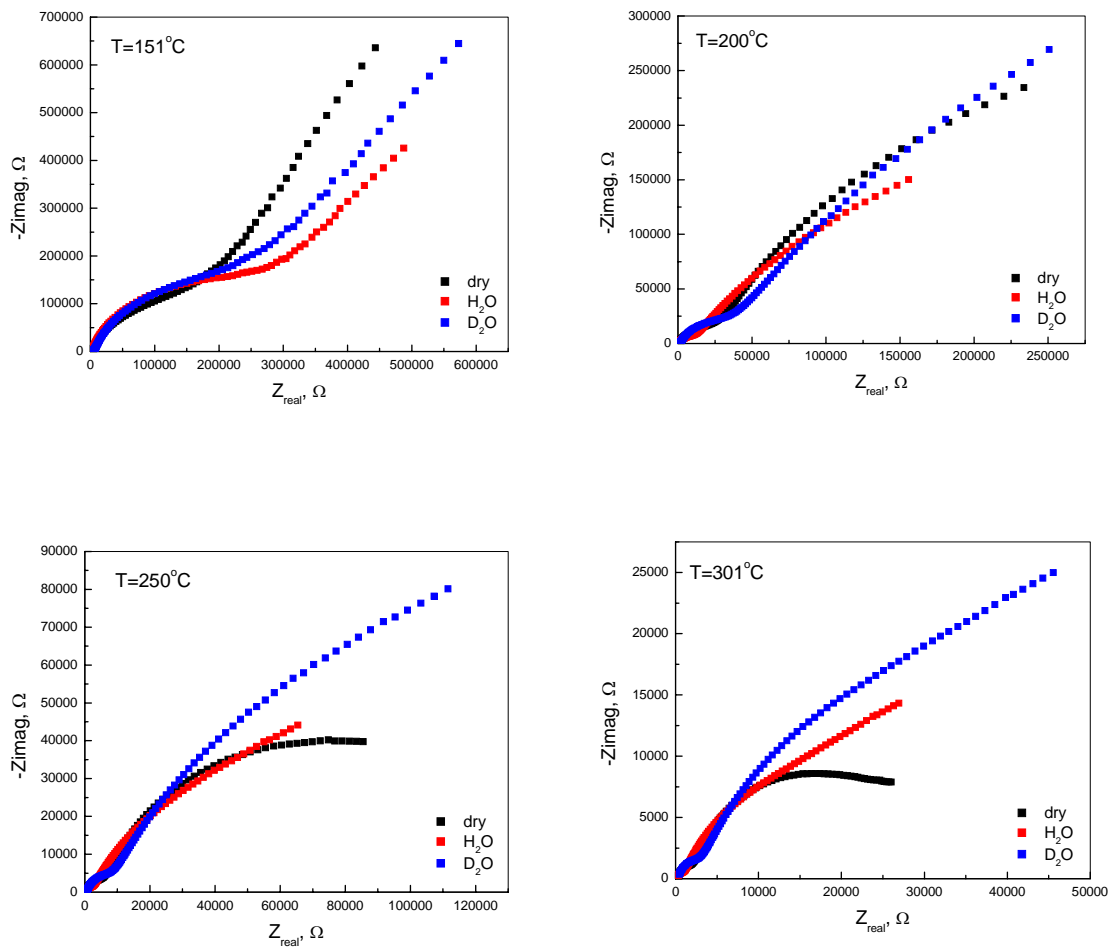 T=151°C
-Zimag, Ω
700000
600000
500000
400000
300000
200000
100000
0
0 100000 200000 300000 400000 500000 600000
Z_real, Ω
dry
H₂O
D₂O
T=200°C
-Zimag, Ω
300000
250000
200000
150000
100000
50000
0
0 50000 100000 150000 200000 250000
Z_real, Ω
dry
H₂O
D₂O
T=250°C
-Zimag, Ω
90000
80000
70000
60000
50000
40000
30000
20000
10000
0
0 20000 40000 60000 80000 100000 120000
Z_real, Ω
dry
H₂O
D₂O
T=301°C
-Zimag, Ω
25000
20000
15000
10000
5000
0
0 10000 20000 30000 40000 50000
Z_real, Ω
dry
H₂O
D₂O